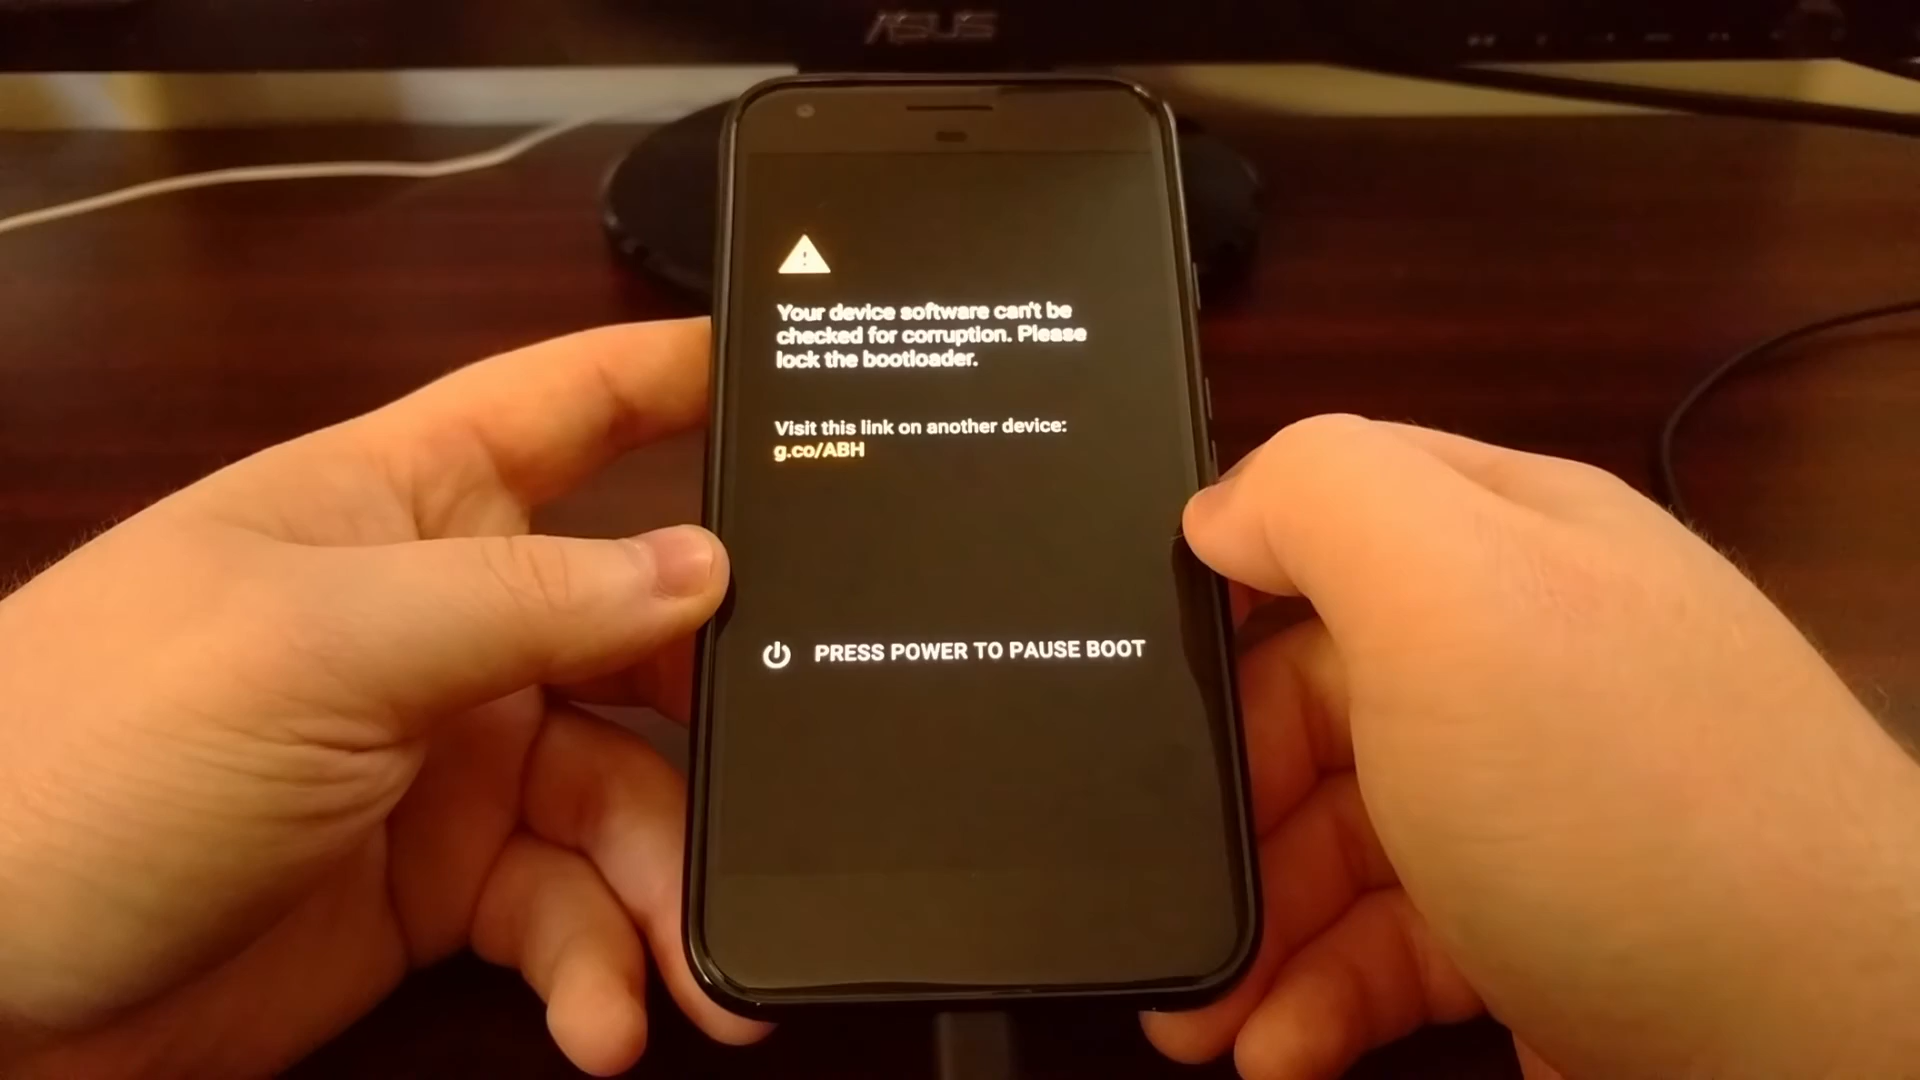 ASUS
Your device software can't be
checked for corruption. Please
lock the bootloader.
Visit this link on another device:
g.co/ABH
PRESS POWER TO PAUSE BOOT